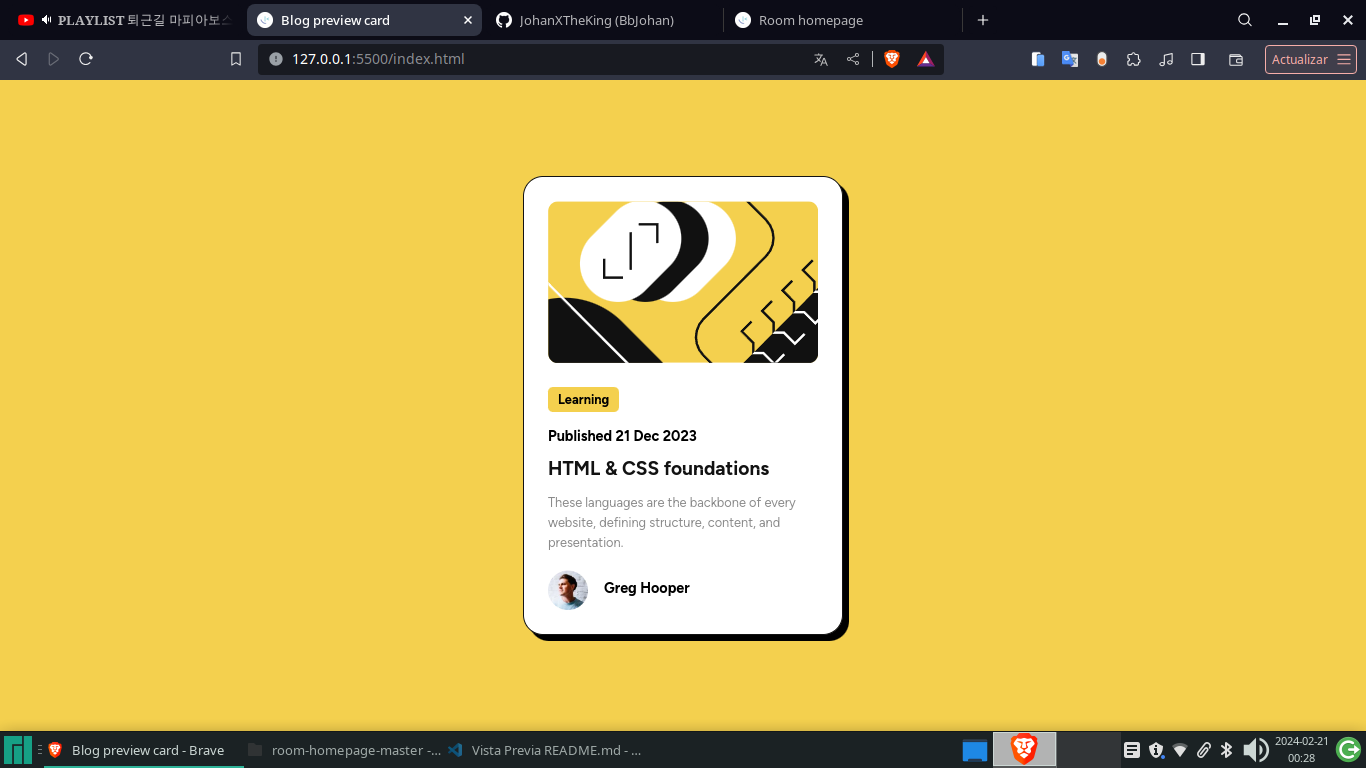 PLAYLIST 퇴근길 마피아보스
Blog preview card
JohanXTheKing (BbJohan)
Room homepage
127.0.0.1:5500/index.html
Actualizar
Learning
Published 21 Dec 2023
HTML & CSS foundations
These languages are the backbone of every
website, defining structure, content, and
presentation.
Greg Hooper
Blog preview card - Brave
room-homepage-master -...
Vista Previa README.md - ...
2024-02-21
00:28